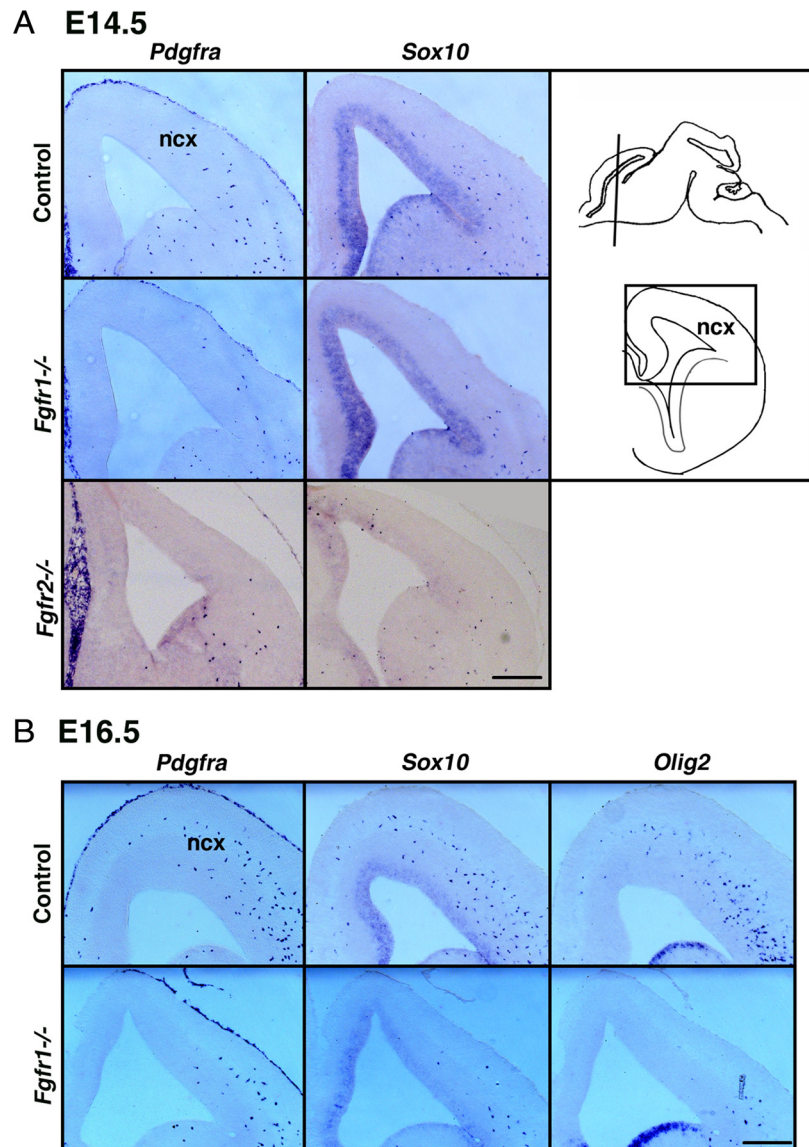 A E14.5
Pdgfra Sox10
Control
ncx
Fgfr1-/-
ncx
Fgfr2-/-
B E16.5
Pdgfra Sox10 Olig2
Control
ncx
Fgfr1-/-